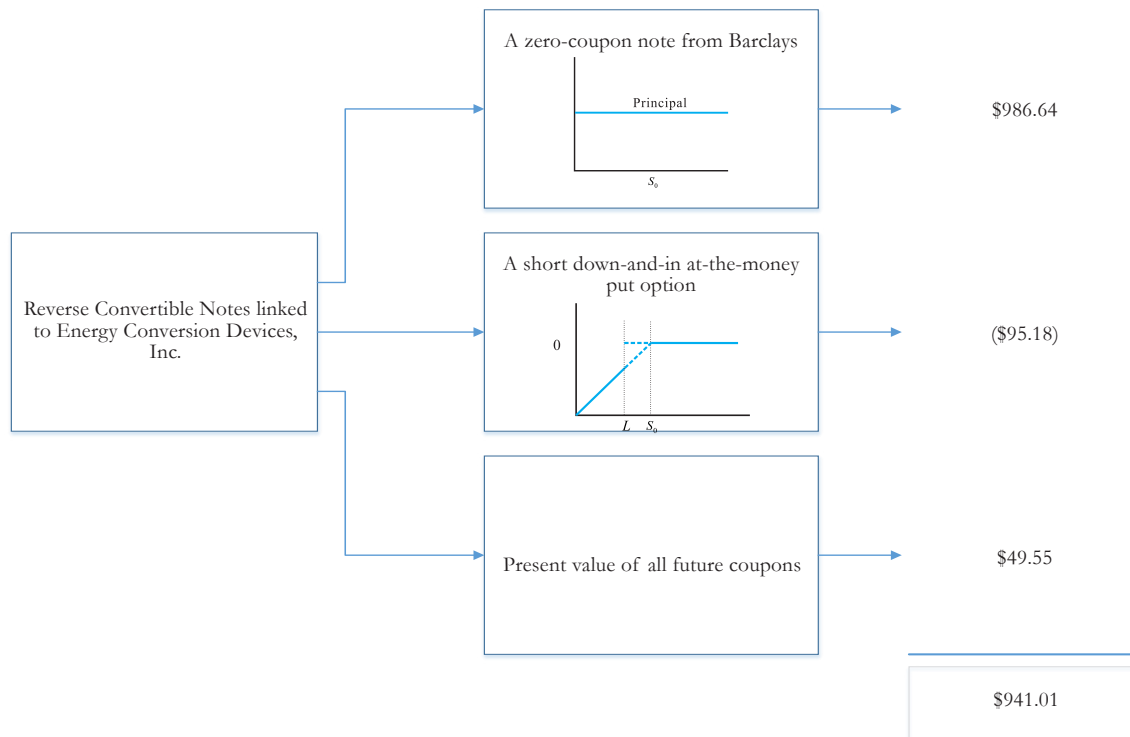 A zero-coupon note from Barclays
Principal
S₀
$986.64
Reverse Convertible Notes linked
to Energy Conversion Devices,
Inc.
A short down-and-in at-the-money
put option
0
L S₀
($95.18)
Present value of all future coupons
$49.55
$941.01